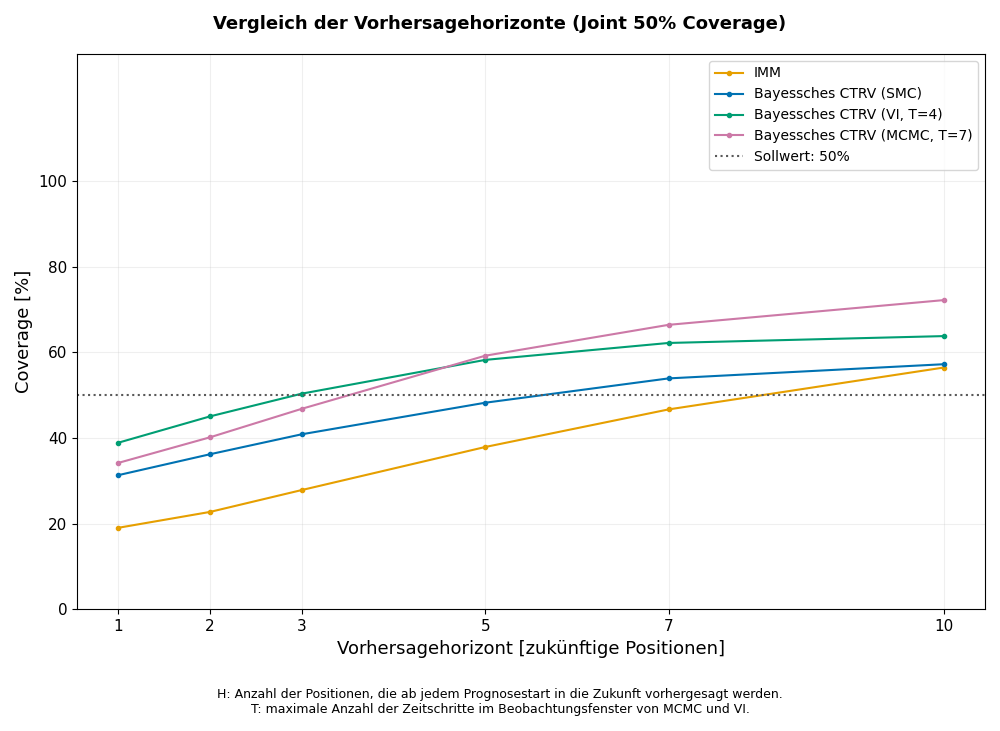 Vergleich der Vorhersagehorizonte (Joint 50% Coverage)
IMM
Bayessches CTRV (SMC)
Bayessches CTRV (VI, T=4)
Bayessches CTRV (MCMC, T=7)
Sollwert: 50%
Coverage [%]
100
80
60
40
20
0
1 2 3 5 7 10
Vorhersagehorizont [zukünftige Positionen]
H: Anzahl der Positionen, die ab jedem Prognosestart in die Zukunft vorhergesagt werden.
T: maximale Anzahl der Zeitschritte im Beobachtungsfenster von MCMC und VI.